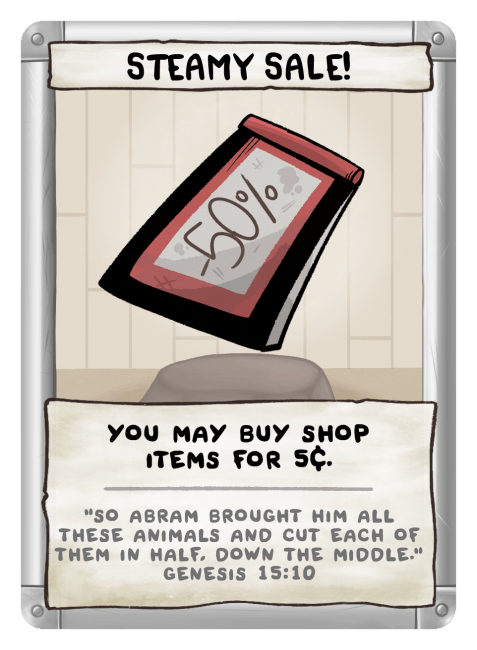 STEAMY SALE!
-50%
YOU MAY BUY SHOP
ITEMS FOR 5¢.
"SO ABRAM BROUGHT HIM ALL
THESE ANIMALS AND CUT EACH OF
THEM IN HALF, DOWN THE MIDDLE."
GENESIS 15:10